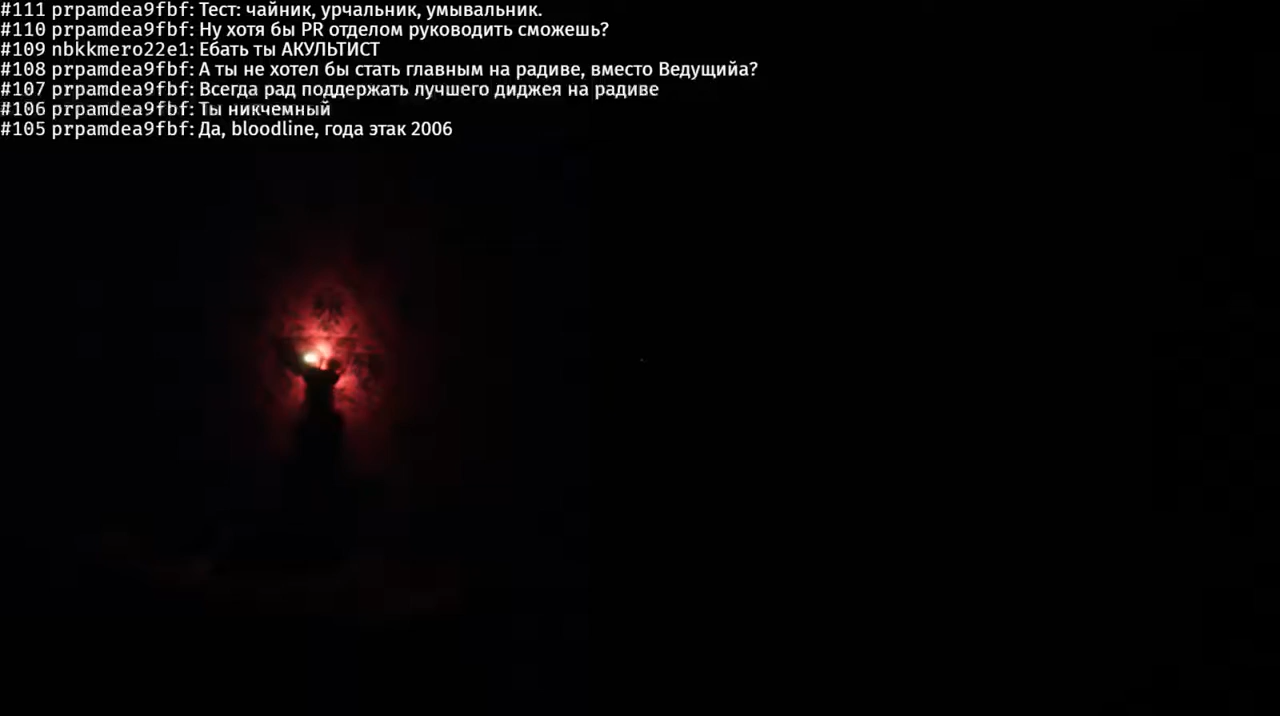 #111 prpamdea9fbf: Тест: чайник, урчальник, умывальник.
#110 prpamdea9fbf: Ну хотя бы PR отделом руководить сможешь?
#109 nbkkmero22e1: Ебать ты АКУЛЬТИСТ
#108 prpamdea9fbf: А ты не хотел бы стать главным на радиве, вместо Ведущийа?
#107 prpamdea9fbf: Всегда рад поддержать лучшего диджея на радиве
#106 prpamdea9fbf: Ты никчемный
#105 prpamdea9fbf: Да, bloodline, года этак 2006